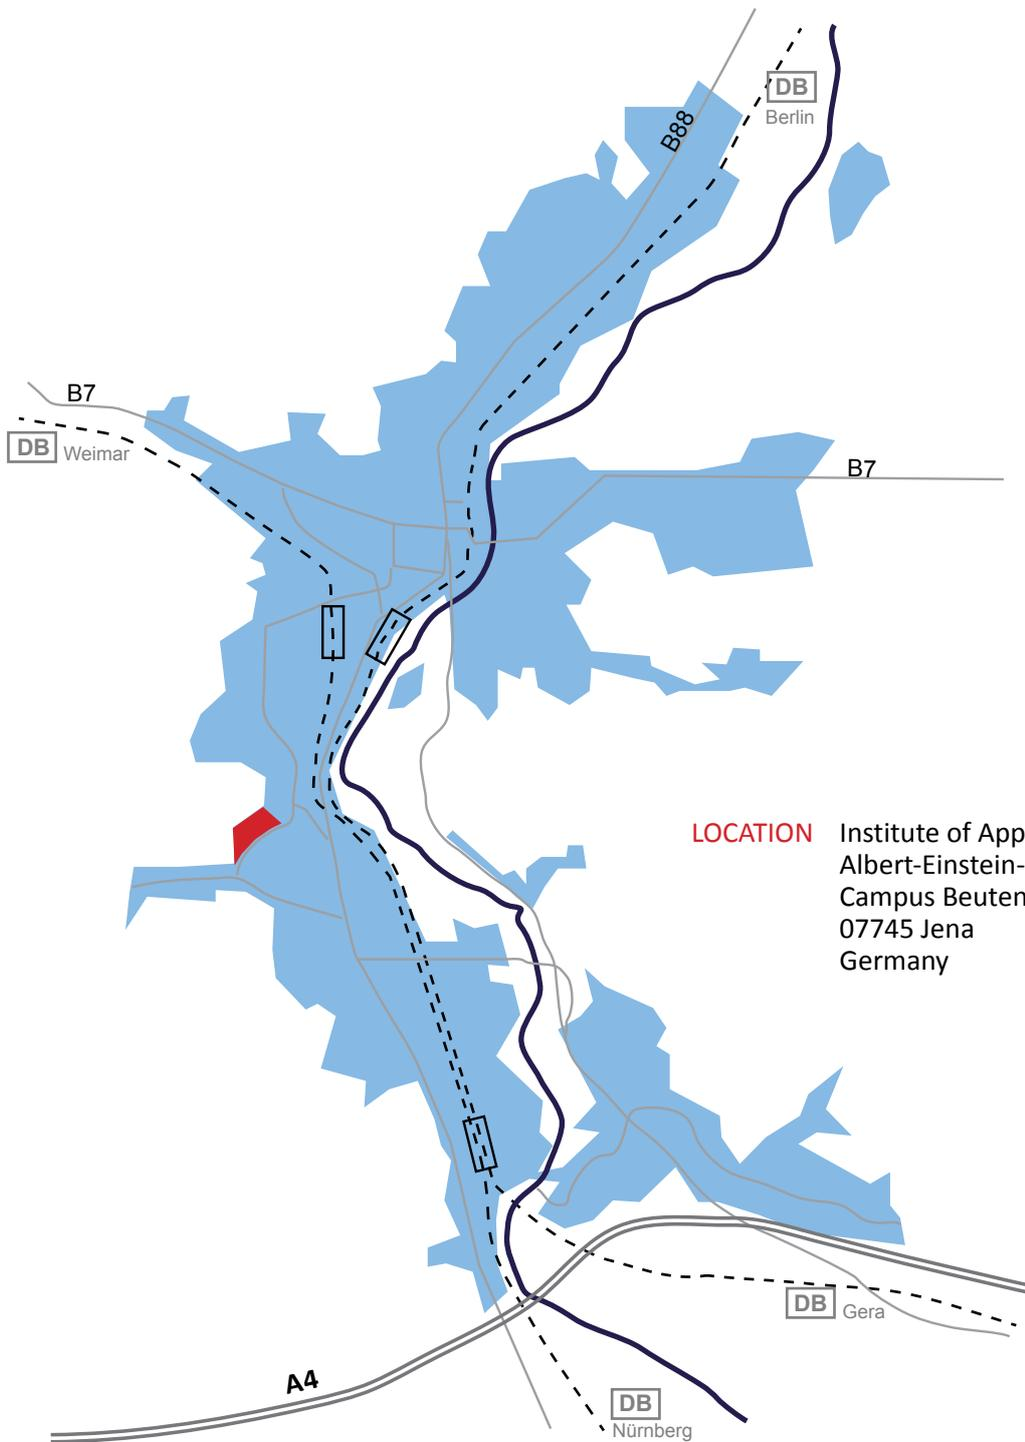 DB
Berlin
B88
B7
DB Weimar
B7
LOCATION Institute of App
Albert-Einstein-
Campus Beuten
07745 Jena
Germany
DB Gera
A4
DB
Nürnberg